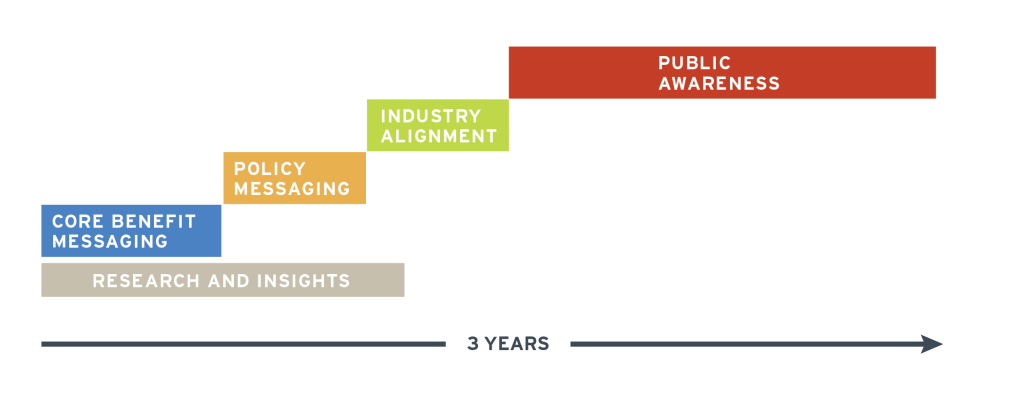 PUBLIC
AWARENESS
INDUSTRY
ALIGNMENT
POLICY
MESSAGING
CORE BENEFIT
MESSAGING
RESEARCH AND INSIGHTS
3 YEARS